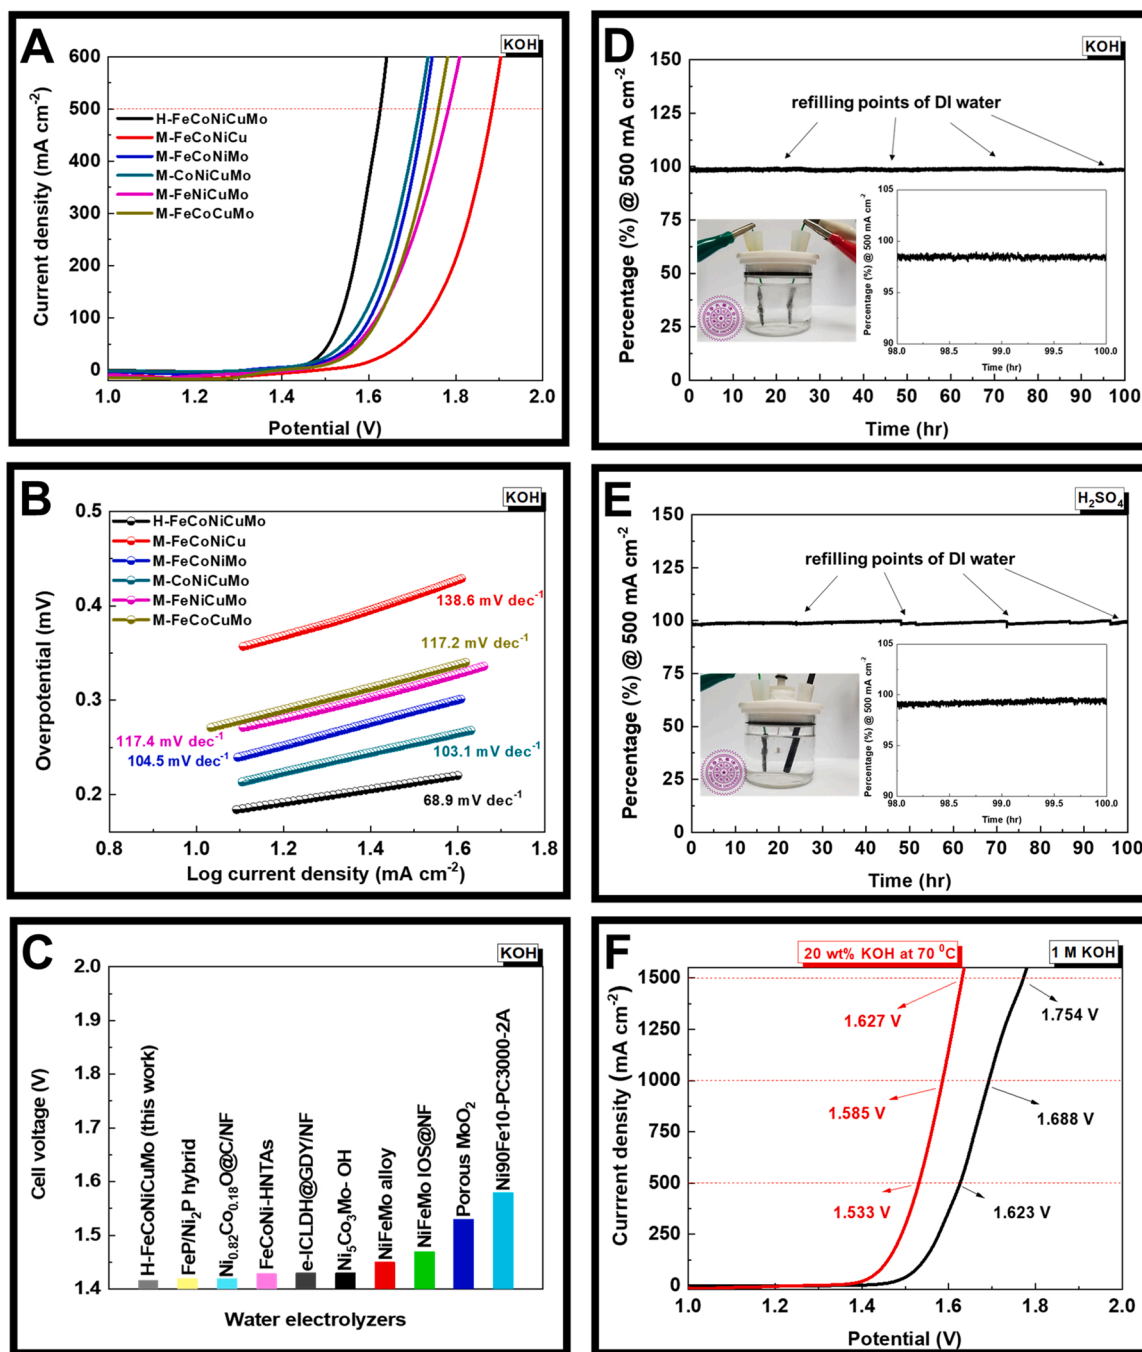 A
KOH
600
500
400
300
200
100
0
Current density (mA cm⁻²)
H-FeCoNiCuMo
M-FeCoNiCu
M-FeCoNiMo
M-CoNiCuMo
M-FeNiCuMo
M-FeCoCuMo
1.0 1.2 1.4 1.6 1.8 2.0
Potential (V)
D
KOH
150
125
100
75
50
25
0
Percentage (%) @ 500 mA cm⁻²
refilling points of DI water
105
100
95
90
Percentage (%) @ 500 mA cm⁻²
98.0 98.5 99.0 99.5 100.0
Time (hr)
0 10 20 30 40 50 60 70 80 90 100
Time (hr)
B
KOH
0.5
0.4
0.3
0.2
Overpotential (mV)
H-FeCoNiCuMo
M-FeCoNiCu
M-FeCoNiMo
M-CoNiCuMo
M-FeNiCuMo
M-FeCoCuMo
138.6 mV dec⁻¹
117.2 mV dec⁻¹
117.4 mV dec⁻¹
104.5 mV dec⁻¹
103.1 mV dec⁻¹
68.9 mV dec⁻¹
0.8 1.0 1.2 1.4 1.6 1.8
Log current density (mA cm⁻²)
E
H₂SO₄
150
125
100
75
50
25
0
Percentage (%) @ 500 mA cm⁻²
refilling points of DI water
105
100
95
90
Percentage (%) @ 500 mA cm⁻²
98.0 98.5 99.0 99.5 100.0
Time (hr)
0 10 20 30 40 50 60 70 80 90 100
Time (hr)
C
KOH
2.0
1.9
1.8
1.7
1.6
1.5
1.4
Cell voltage (V)
H-FeCoNiCuMo (this work)
FeP/Ni₂P hybrid
Ni₀.₈₂Co₀.₁₈O@C/NF
FeCoNi-HNTAs
e-ICLDH@GDY/NF
Ni₅Co₃Mo- OH
NiFeMo alloy
NiFeMo IOS@NF
Porous MoO₂
Ni90Fe10-PC3000-2A
Water electrolyzers
F
20 wt% KOH at 70 ⁰C
1 M KOH
1500
1250
1000
750
500
250
0
Currrent density (mA cm⁻²)
1.627 V
1.754 V
1.585 V
1.688 V
1.533 V
1.623 V
1.0 1.2 1.4 1.6 1.8 2.0
Potential (V)